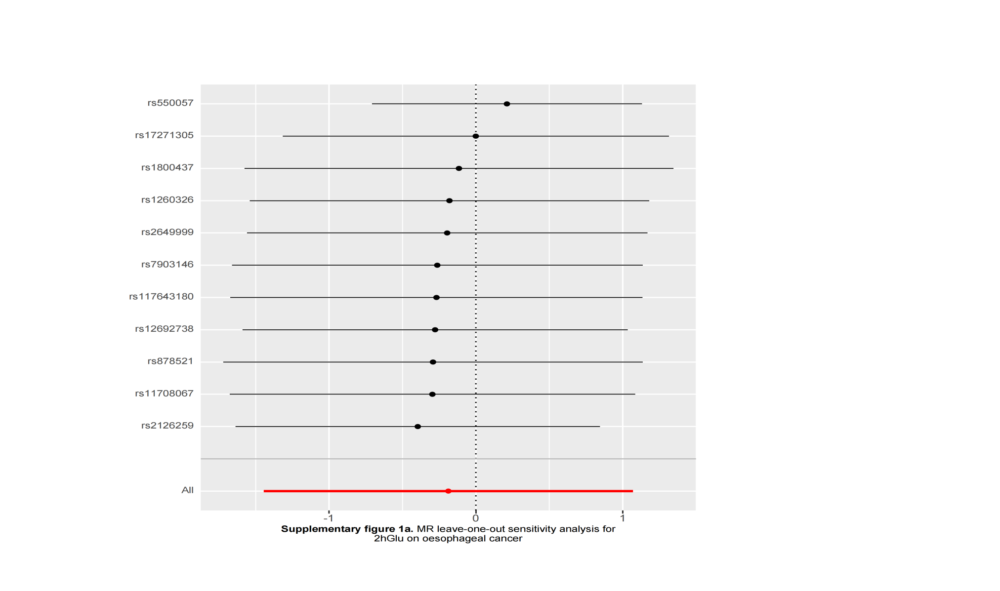 rs550057
rs17271305
rs1800437
rs1260326
rs2649999
rs7903146
rs117643180
rs12692738
rs878521
rs11708067
rs2126259
All
-1 0 1
Supplementary figure 1a. MR leave-one-out sensitivity analysis for
2hGlu on oesophageal cancer